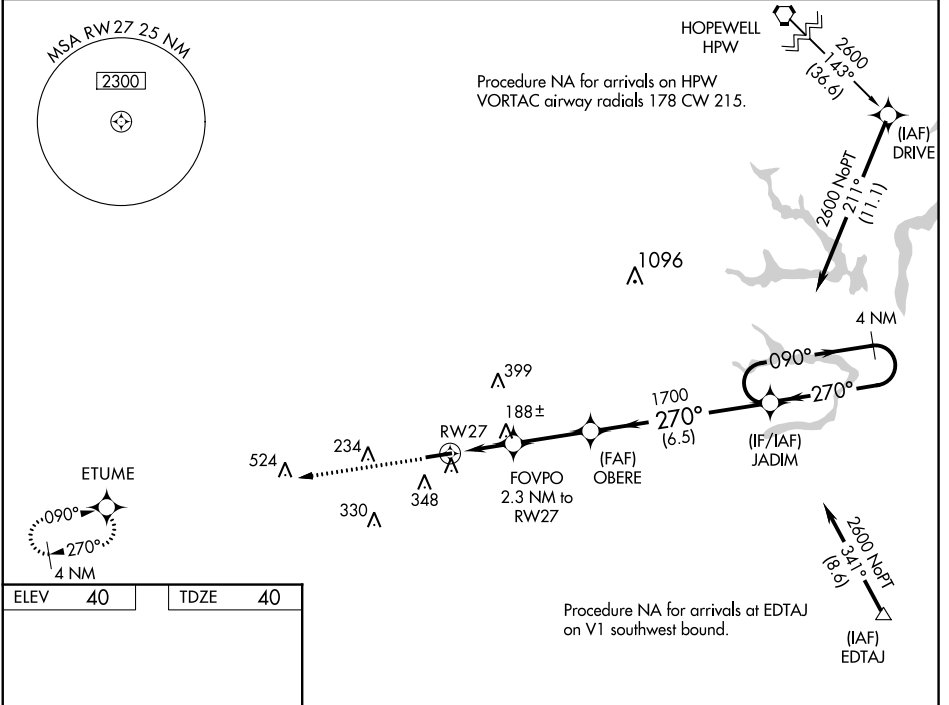 MSA RW27 25 NM
2300
HOPEWELL
HPW
2600
143°
(36.6)
Procedure NA for arrivals on HPW
VORTAC airway radials 178 CW 215.
(IAF)
DRIVE
2600 NoPT
211°
(11.1)
1096
4 NM
090°
270°
399
1700
270°
(6.5)
188±
RW27
(IF/IAF)
JADIM
(FAF)
OBERE
FOVPO
2.3 NM to
RW27
234
524
348
330
ETUME
090°
270°
4 NM
2600 NoPT
341°
(8.6)
ELEV 40
TDZE 40
Procedure NA for arrivals at EDTAJ
on V1 southwest bound.
(IAF)
EDTAJ